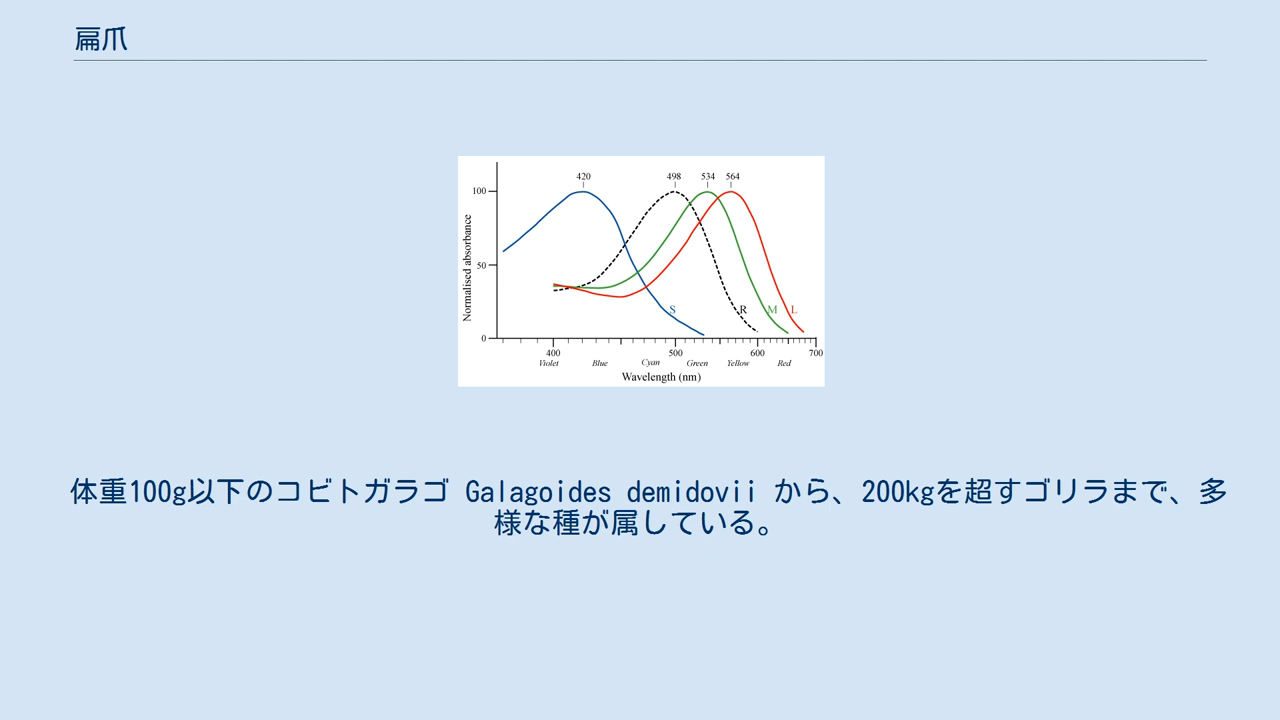 扁爪
420 498 534 564
100
50
0
Normalised absorbance
S R M L
400 500 600 700
Violet Blue Cyan Green Yellow Red
Wavelength (nm)
体重100g以下のコビトガラゴ Galagoides demidovii から、200kgを超すゴリラまで、多
様な種が属している。